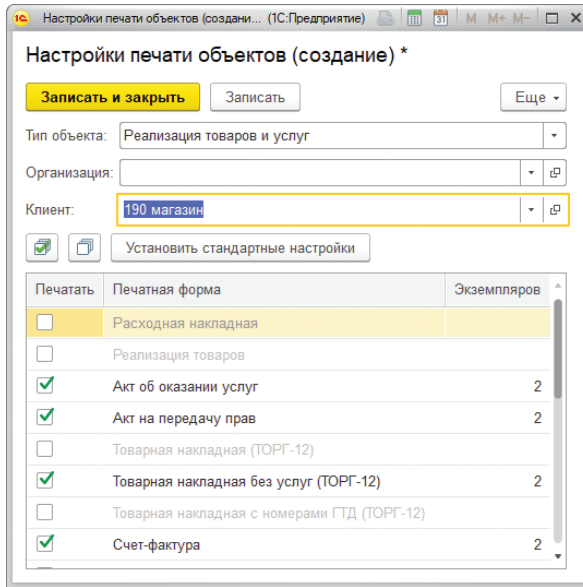 1С Настройки печати объектов (создани... (1С:Предприятие) 31 M M+ M-
Настройки печати объектов (создание) *
Записать и закрыть Записать Еще
Тип объекта: Реализация товаров и услуг
Организация:
Клиент: 190 магазин
Установить стандартные настройки
Печатать Печатная форма Экземпляров
Расходная накладная
Реализация товаров
Акт об оказании услуг 2
Акт на передачу прав 2
Товарная накладная (ТОРГ-12)
Товарная накладная без услуг (ТОРГ-12) 2
Товарная накладная с номерами ГТД (ТОРГ-12)
Счет-фактура 2